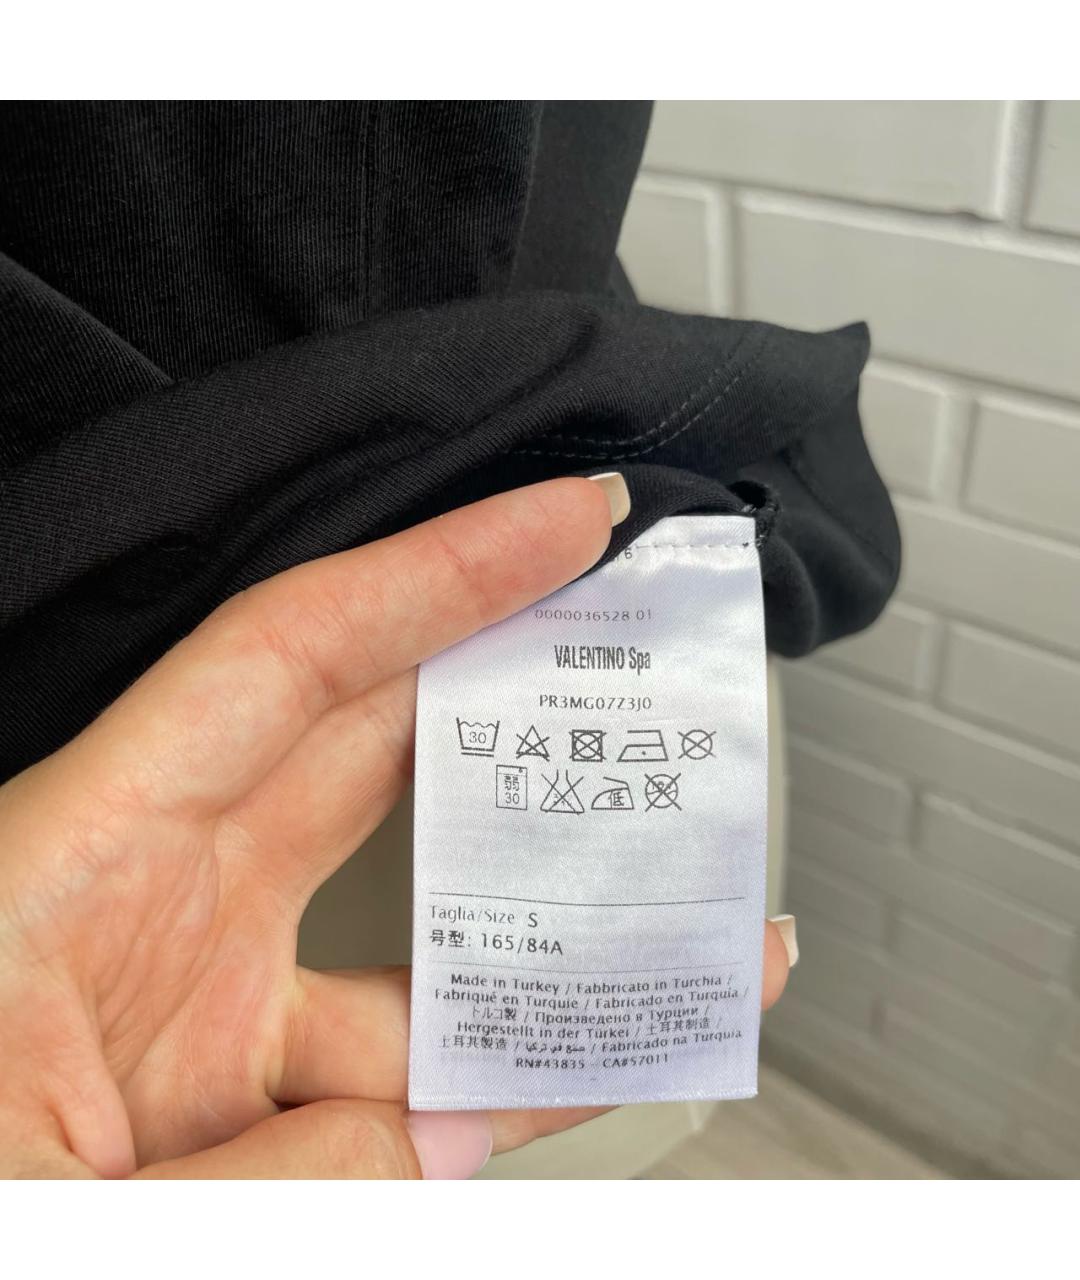 6
0000036528 01
VALENTINO Spa
PR3MG07Z3J0
30
弱
30
低
Taglia/Size S
号型: 165/84A
Made in Turkey / Fabbricato in Turchia /
Fabriqué en Turquie / Fabricado en Turquía /
トルコ製 / Произведено в Турции /
Hergestellt in der Türkei / 土耳其制造 /
土耳其製造 / صنع في تركيا / Fabricado na Turquia
RN#43835 - CA#57011